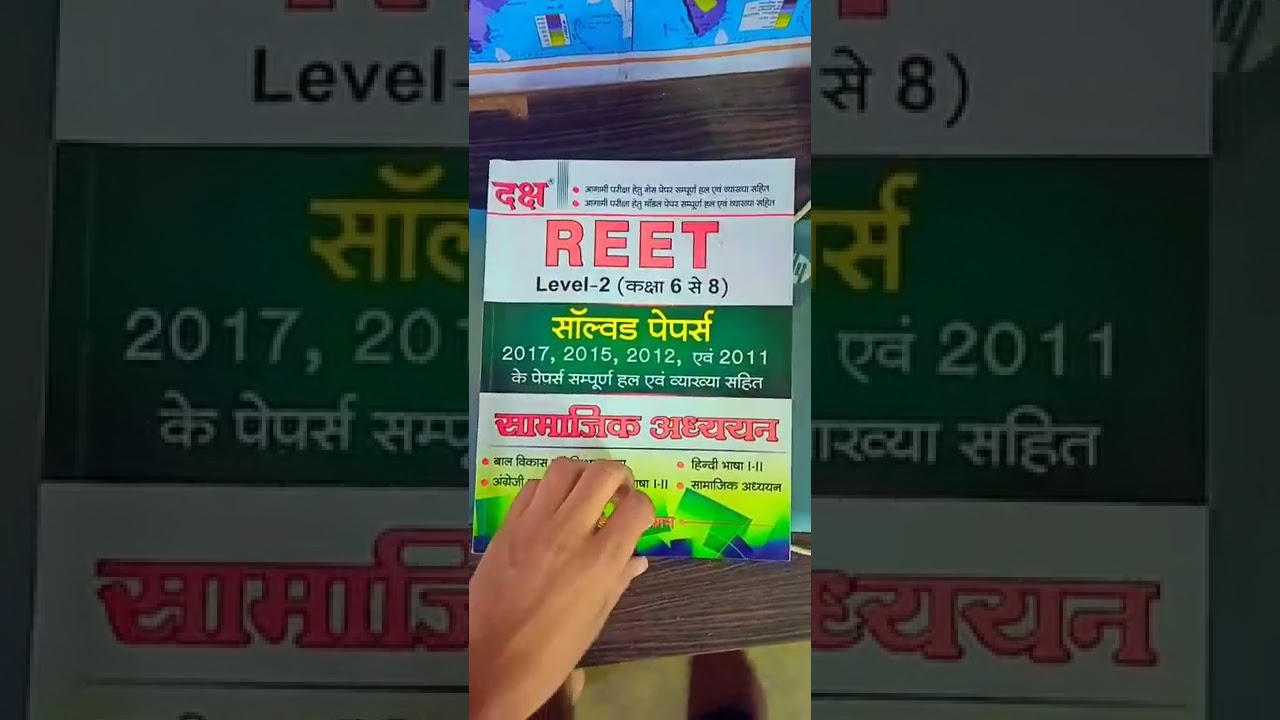 दक्ष
• आगामी परीक्षा हेतु गेस पेपर सम्पूर्ण हल एवं व्याख्या सहित
• आगामी परीक्षा हेतु मॉडल पेपर सम्पूर्ण हल एवं व्याख्या सहित
REET
Level-2 (कक्षा 6 से 8)
सॉल्वड पेपर्स
2017, 2015, 2012, एवं 2011
के पेपर्स सम्पूर्ण हल एवं व्याख्या सहित
सामाजिक अध्ययन
• बाल विकास • हिन्दी भाषा I-II
• अंग्रेजी I-II • सामाजिक अध्ययन